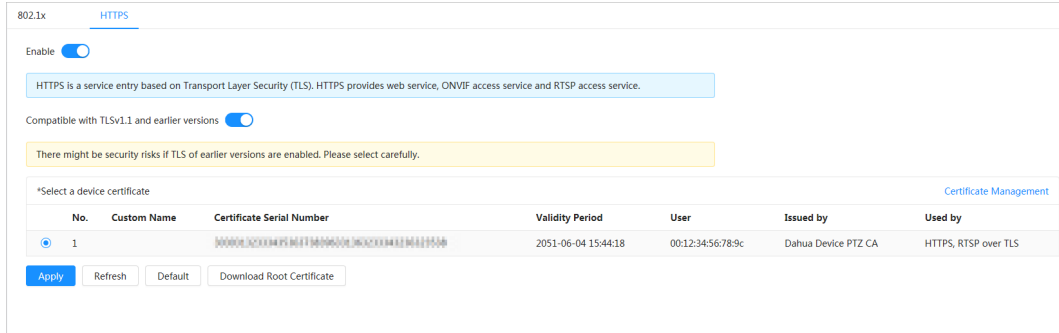 802.1x HTTPS
Enable
HTTPS is a service entry based on Transport Layer Security (TLS). HTTPS provides web service, ONVIF access service and RTSP access service.
Compatible with TLSv1.1 and earlier versions
There might be security risks if TLS of earlier versions are enabled. Please select carefully.
*Select a device certificate Certificate Management
No. Custom Name Certificate Serial Number Validity Period User Issued by Used by
1 2051-06-04 15:44:18 00:12:34:56:78:9c Dahua Device PTZ CA HTTPS, RTSP over TLS
Apply Refresh Default Download Root Certificate